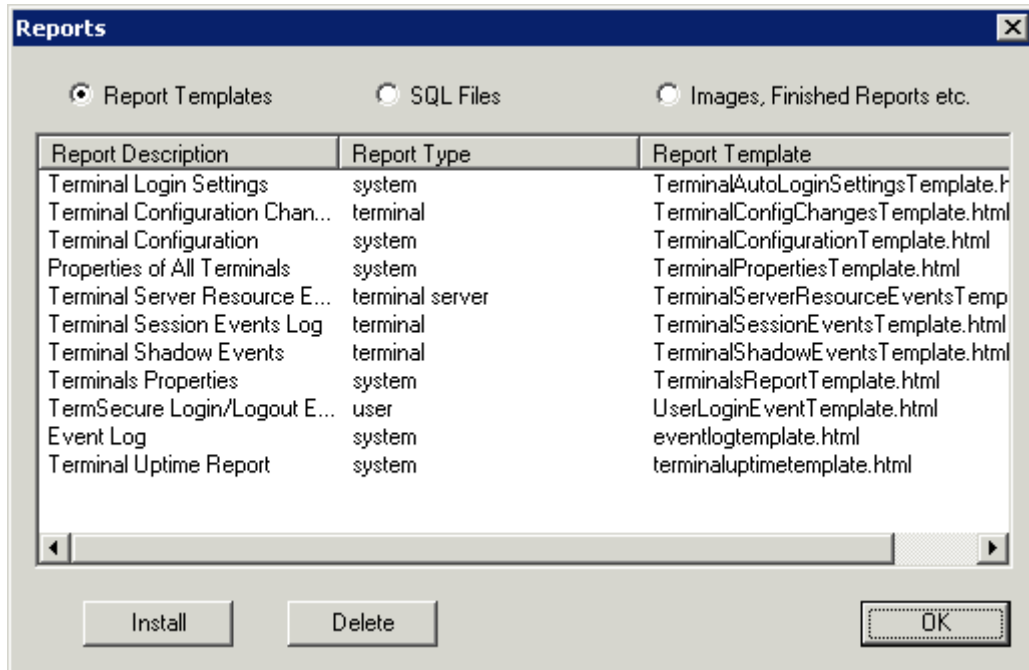 Reports
Report Templates SQL Files Images, Finished Reports etc.
Report Description Report Type Report Template
Terminal Login Settings system TerminalAutoLoginSettingsTemplate.h
Terminal Configuration Chan... terminal TerminalConfigChangesTemplate.html
Terminal Configuration system TerminalConfigurationTemplate.html
Properties of All Terminals system TerminalPropertiesTemplate.html
Terminal Server Resource E... terminal server TerminalServerResourceEventsTemp
Terminal Session Events Log terminal TerminalSessionEventsTemplate.html
Terminal Shadow Events terminal TerminalShadowEventsTemplate.html
Terminals Properties system TerminalsReportTemplate.html
TermSecure Login/Logout E... user UserLoginEventTemplate.html
Event Log system eventlogtemplate.html
Terminal Uptime Report system terminaluptimetemplate.html
Install Delete OK